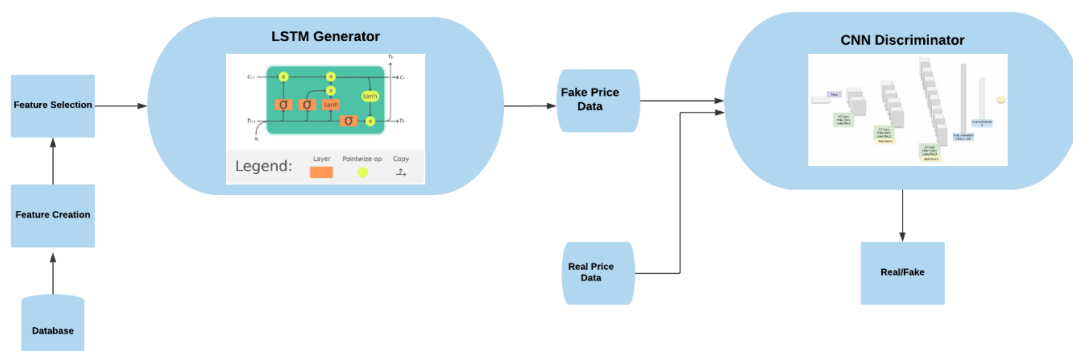 LSTM Generator
CNN Discriminator
Feature Selection
Feature Creation
Database
σ
σ
tanh
σ
tanh
x
+
x
x
Legend:
Layer
Pointwize op
Copy
Fake Price
Data
Real Price
Data
Real/Fake